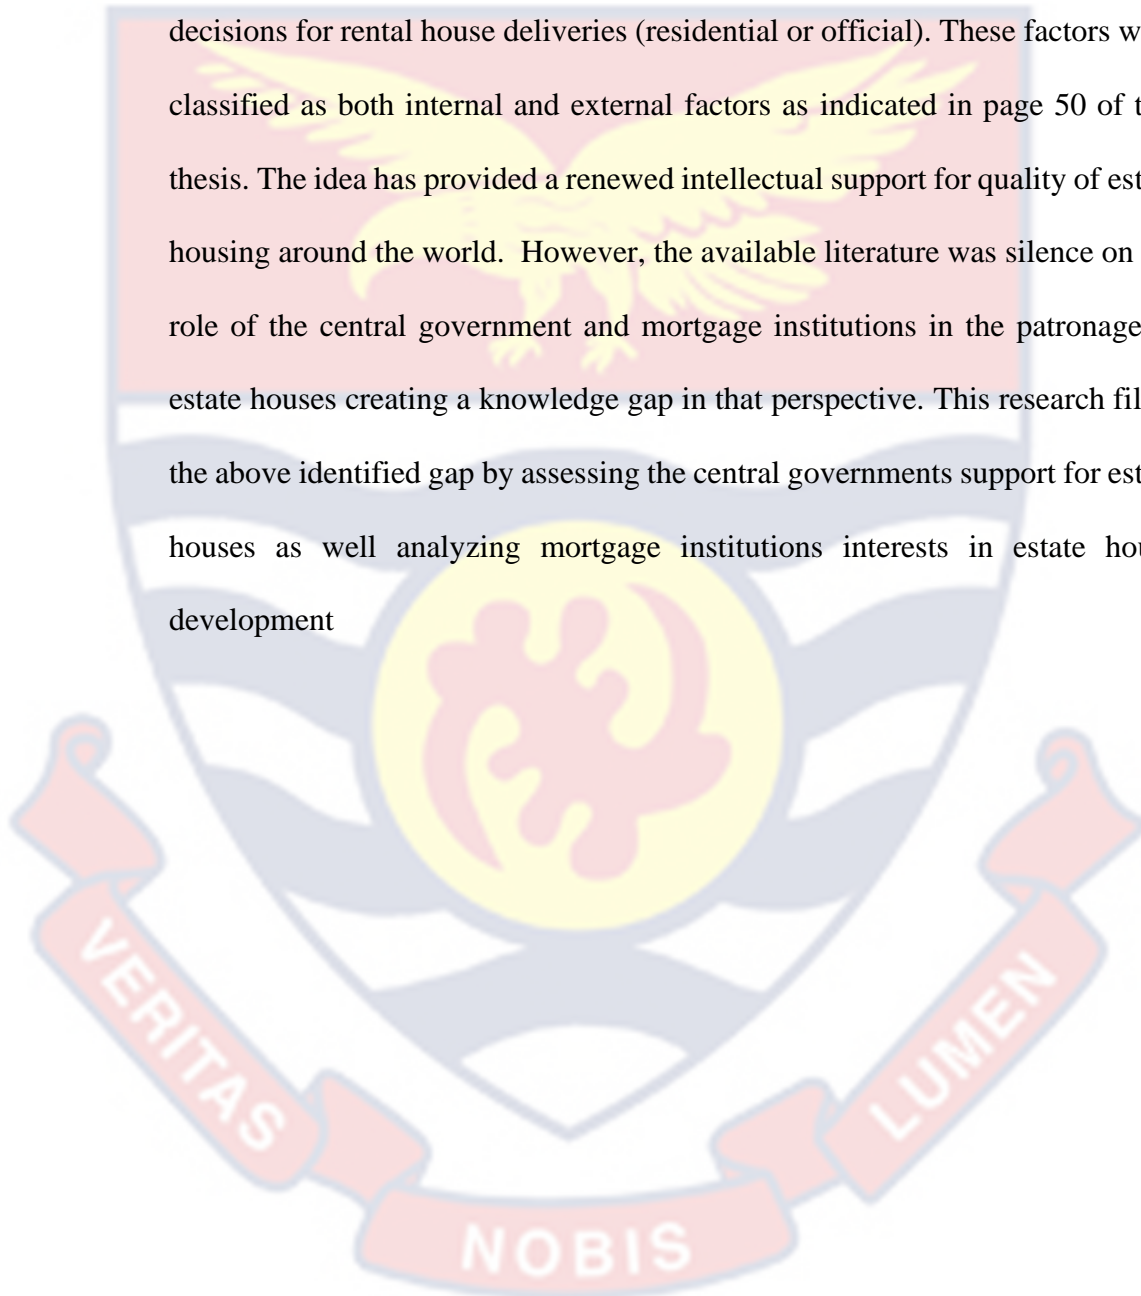 decisions for rental house deliveries (residential or official). These factors w
classified as both internal and external factors as indicated in page 50 of t
thesis. The idea has provided a renewed intellectual support for quality of est
housing around the world. However, the available literature was silence on
role of the central government and mortgage institutions in the patronage
estate houses creating a knowledge gap in that perspective. This research fil
the above identified gap by assessing the central governments support for est
houses as well analyzing mortgage institutions interests in estate hou
development
VERITAS
NOBIS
LUMEN